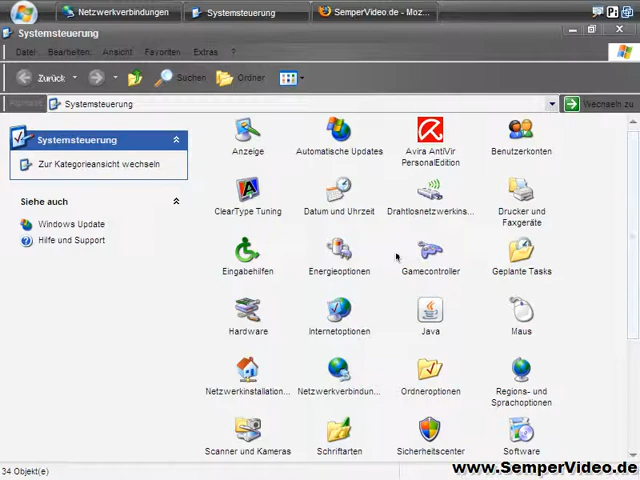 Netzwerkverbindungen
Systemsteuerung
SemperVideo.de - Moz...
Systemsteuerung
Datei Bearbeiten Ansicht Favoriten Extras ?
Zurück Suchen Ordner
Adresse Systemsteuerung Wechseln zu
Systemsteuerung
Zur Kategorieansicht wechseln
Siehe auch
Windows Update
Hilfe und Support
Anzeige
Automatische Updates
Avira AntiVir
PersonalEdition
Benutzerkonten
ClearType Tuning
Datum und Uhrzeit
Drahtlosnetzwerkins...
Drucker und
Faxgeräte
Eingabehilfen
Energieoptionen
Gamecontroller
Geplante Tasks
Hardware
Internetoptionen
Java
Maus
Netzwerkinstallation...
Netzwerkverbindun...
Ordneroptionen
Regions- und
Sprachoptionen
Scanner und Kameras
Schriftarten
Sicherheitscenter
Software
34 Objekt(e)
www.SemperVideo.de